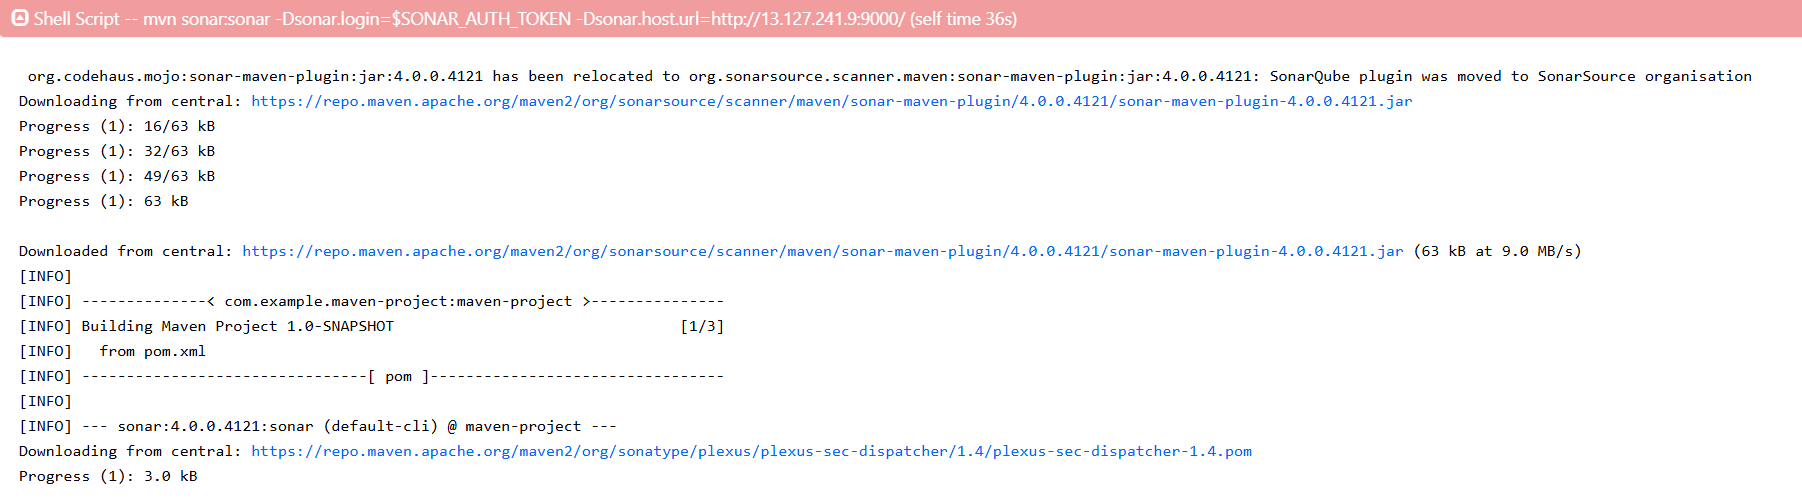 Shell Script -- mvn sonar:sonar -Dsonar.login=$SONAR_AUTH_TOKEN -Dsonar.host.url=http://13.127.241.9:9000/ (self time 36s)
org.codehaus.mojo:sonar-maven-plugin:jar:4.0.0.4121 has been relocated to org.sonarsource.scanner.maven:sonar-maven-plugin:jar:4.0.0.4121: SonarQube plugin was moved to SonarSource organisation
Downloading from central: https://repo.maven.apache.org/maven2/org/sonarsource/scanner/maven/sonar-maven-plugin/4.0.0.4121/sonar-maven-plugin-4.0.0.4121.jar
Progress (1): 16/63 kB
Progress (1): 32/63 kB
Progress (1): 49/63 kB
Progress (1): 63 kB
Downloaded from central: https://repo.maven.apache.org/maven2/org/sonarsource/scanner/maven/sonar-maven-plugin/4.0.0.4121/sonar-maven-plugin-4.0.0.4121.jar (63 kB at 9.0 MB/s)
[INFO]
[INFO] --------------< com.example.maven-project:maven-project >---------------
[INFO] Building Maven Project 1.0-SNAPSHOT                                [1/3]
[INFO]   from pom.xml
[INFO] --------------------------------[ pom ]---------------------------------
[INFO]
[INFO] --- sonar:4.0.0.4121:sonar (default-cli) @ maven-project ---
Downloading from central: https://repo.maven.apache.org/maven2/org/sonatype/plexus/plexus-sec-dispatcher/1.4/plexus-sec-dispatcher-1.4.pom
Progress (1): 3.0 kB